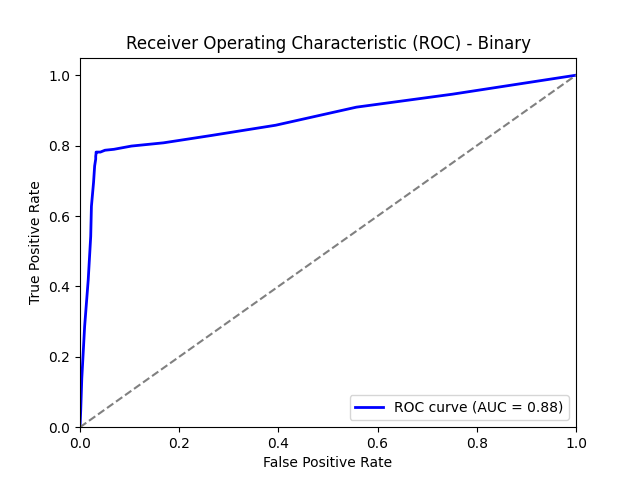 Receiver Operating Characteristic (ROC) - Binary
1.0
0.8
0.6
0.4
0.2
0.0
True Positive Rate
ROC curve (AUC = 0.88)
0.0 0.2 0.4 0.6 0.8 1.0
False Positive Rate